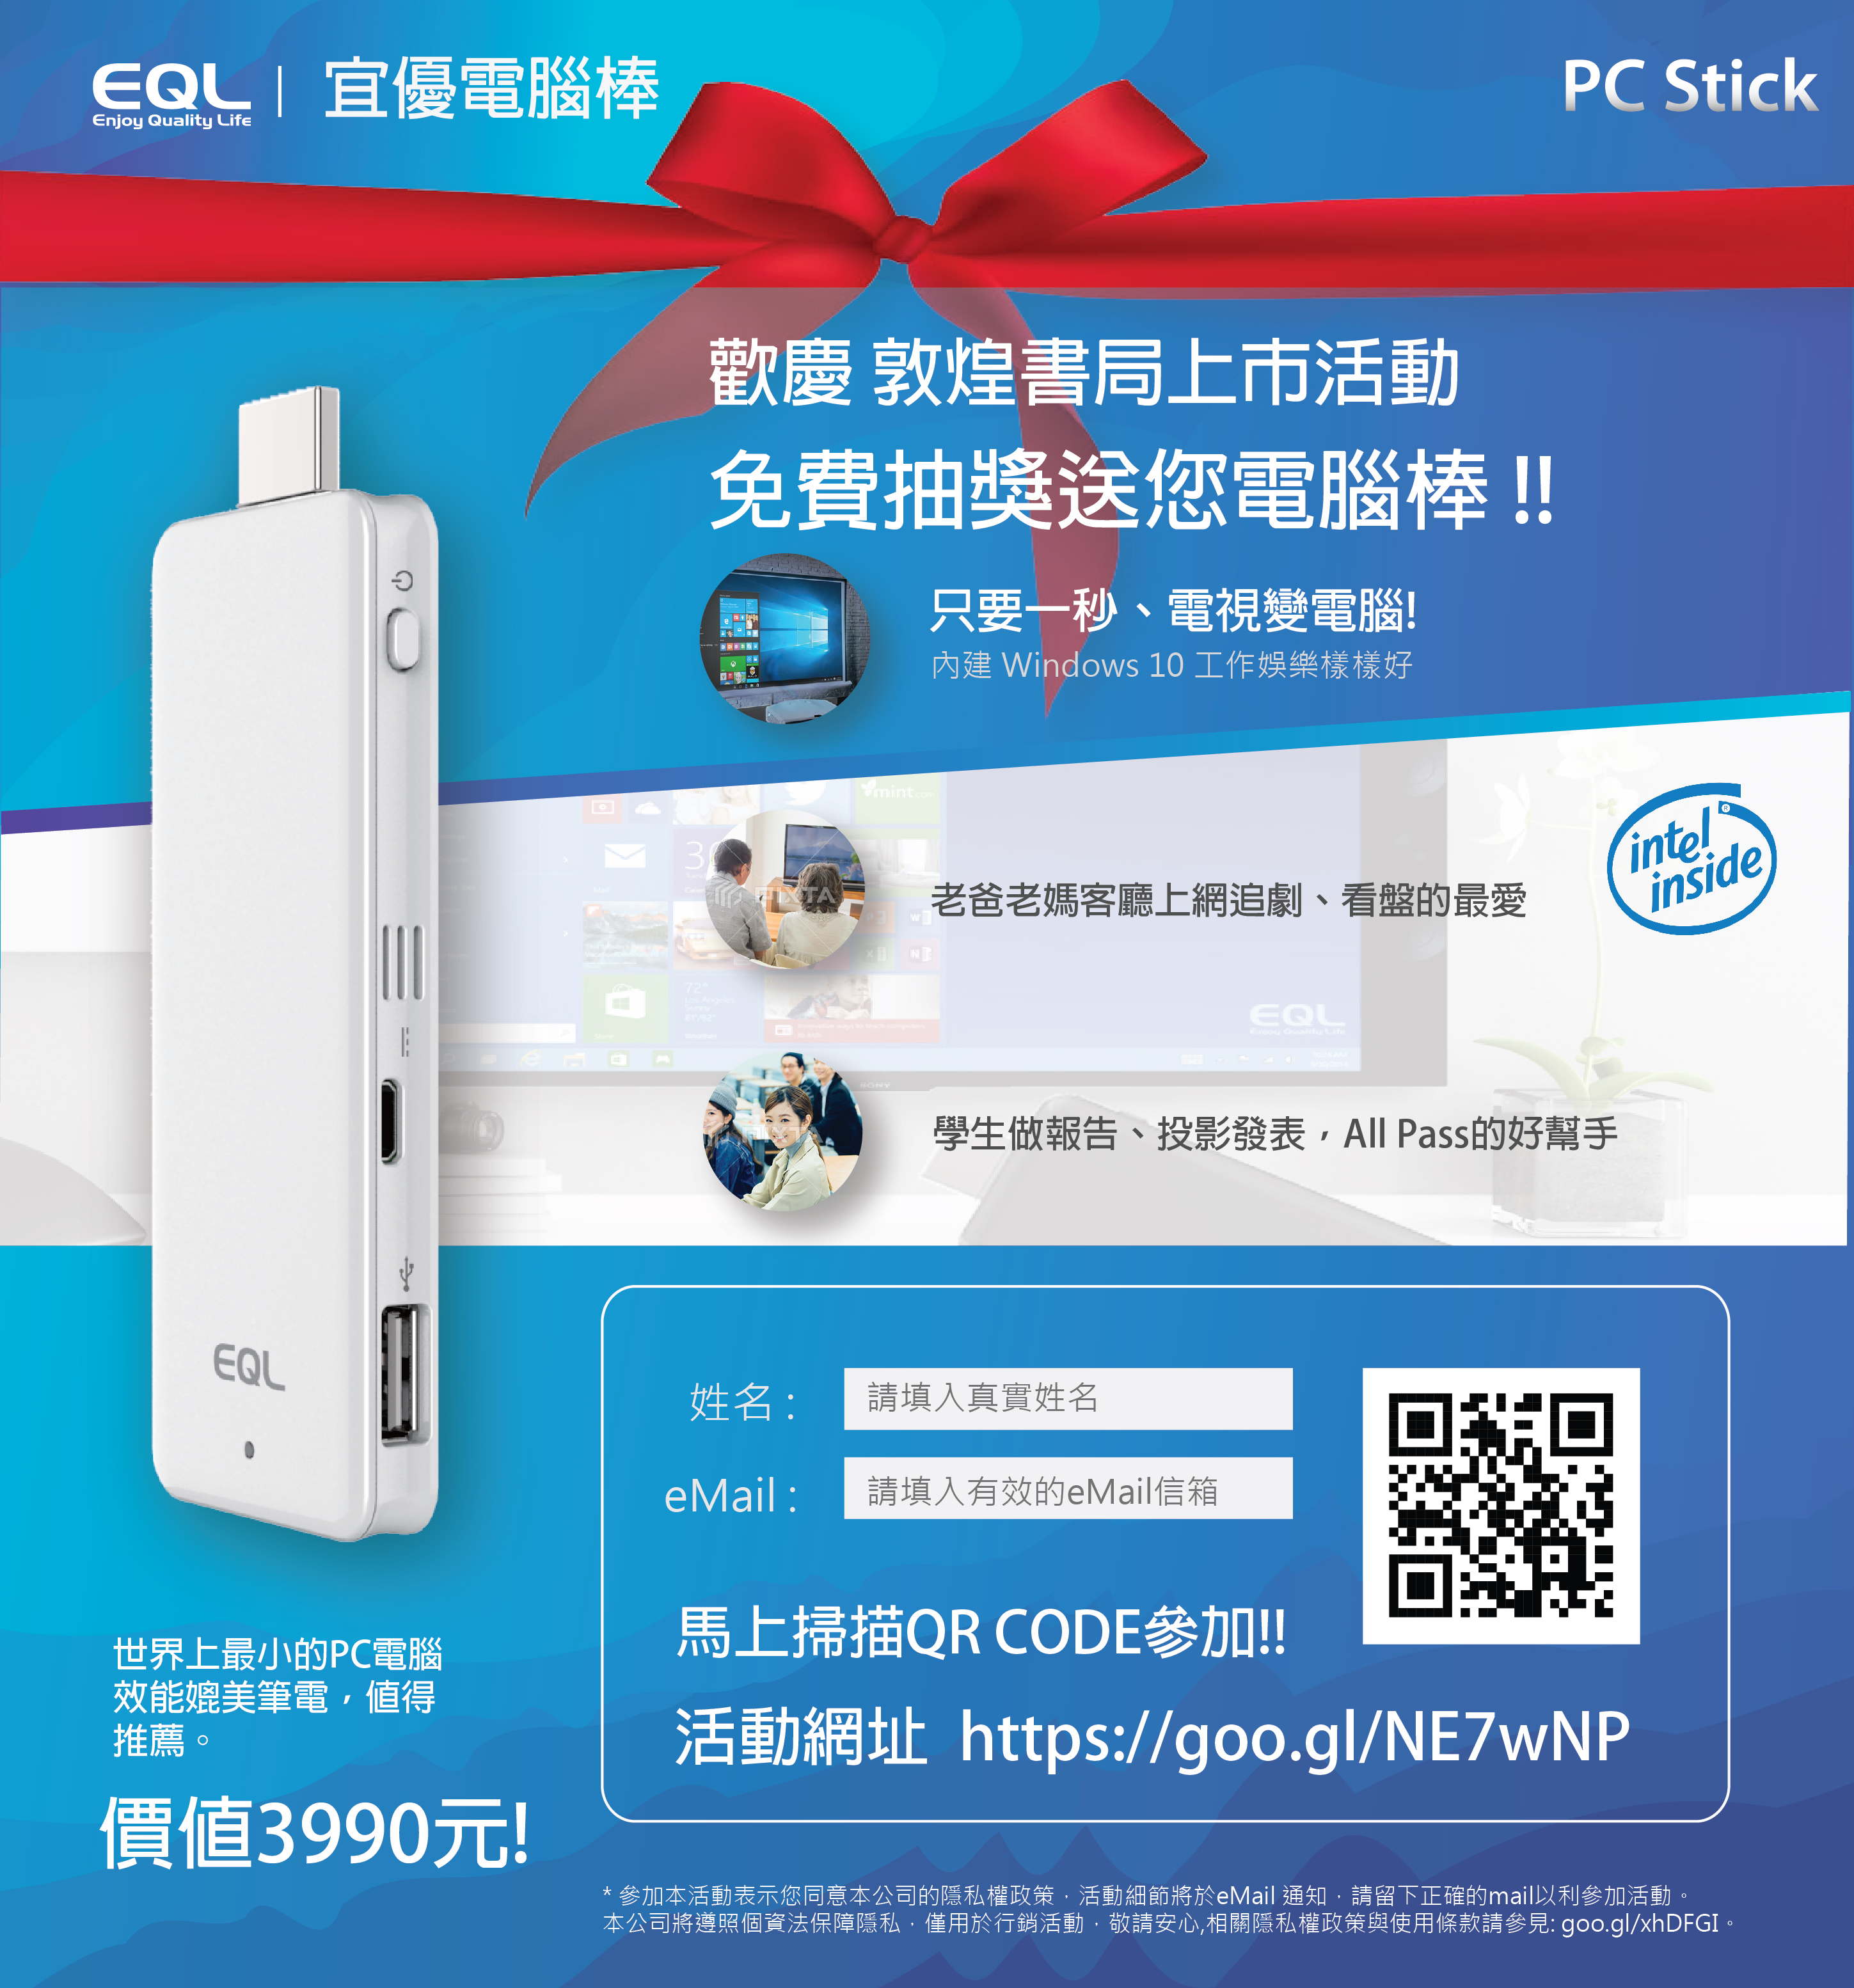 EQL
Enjoy Quality Life
宜優電腦棒
PC Stick
歡慶 敦煌書局上市活動
免費抽獎送您電腦棒 !!
只要一秒、電視變電腦!
內建 Windows 10 工作娛樂樣樣好
mint
intel
inside
PIXTA
老爸老媽客廳上網追劇、看盤的最愛
72°
EQL
Enjoy Quality Life
SONY
學生做報告、投影發表，All Pass的好幫手
EQL
姓名 :
請填入真實姓名
eMail :
請填入有效的eMail信箱
馬上掃描QR CODE參加!!
活動網址 https://goo.gl/NE7wNP
世界上最小的PC電腦
效能媲美筆電，值得
推薦。
價值3990元!
* 參加本活動表示您同意本公司的隱私權政策，活動細節將於eMail 通知，請留下正確的mail以利參加活動。
本公司將遵照個資法保障隱私，僅用於行銷活動，敬請安心,相關隱私權政策與使用條款請參見: goo.gl/xhDFGI。